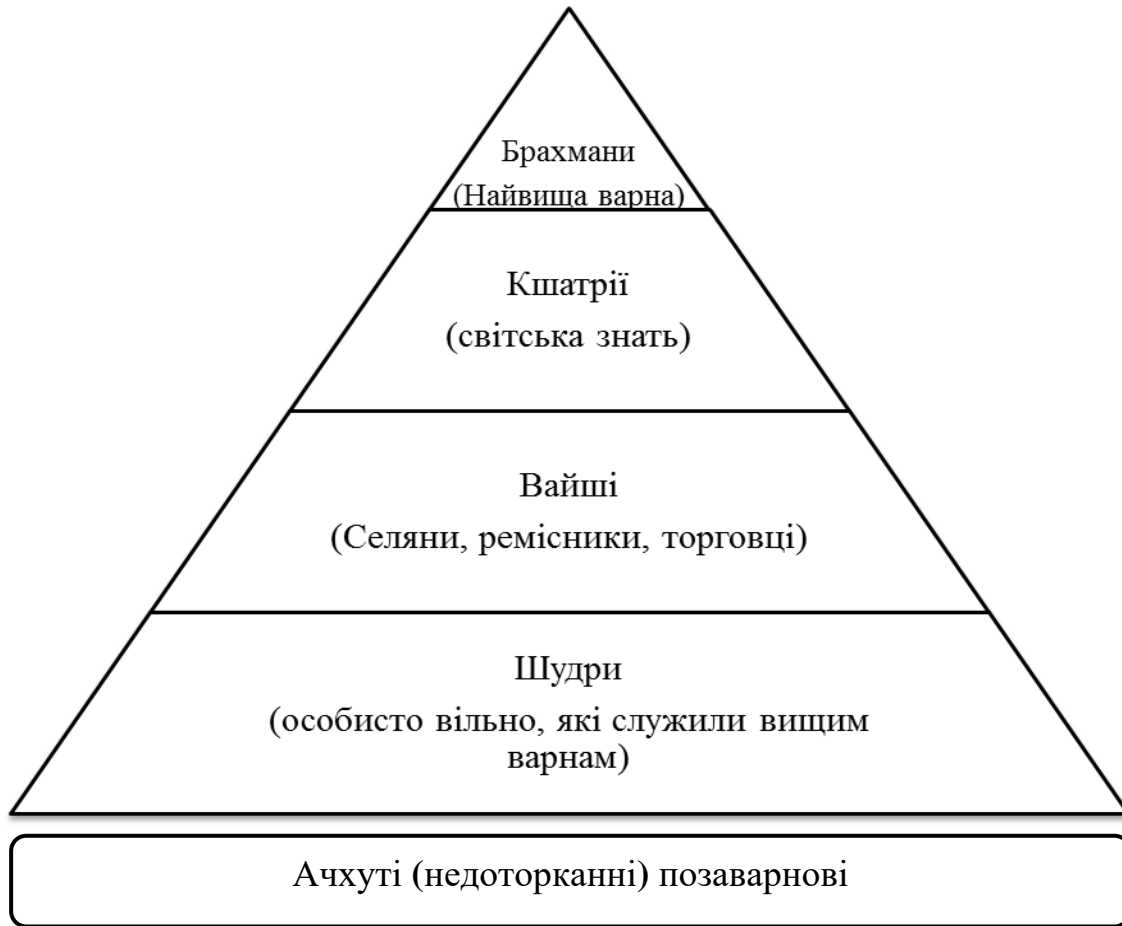 Брахмани
(Найвища варна)
Кшатрії
(світська знать)
Вайші
(Селяни, ремісники, торговці)
Шудри
(особисто вільно, які служили вищим
варнам)
Ачхуті (недоторканні) позаварнові